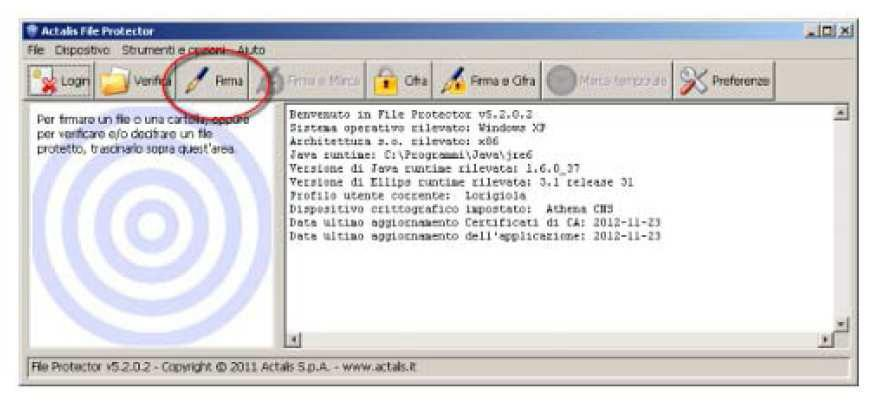 Actalis File Protector
File Dispositivo Strumenti e opzioni Aiuto
Login Verifica Firma Firma e Marca Cifra Firma e Cifra Marca temporale Preferenze
Per firmare un file o una cartella, oppure
per verificare e/o decifrare un file
protetto, trascinarlo sopra quest'area.
Benvenuto in File Protector v5.2.0.2
Sistema operativo rilevato: Windows XP
Architettura s.o. rilevato: x86
Java runtime: C:\Programmi\Java\jre6
Versione di Java runtime rilevata: 1.6.0_37
Versione di Ellips runtime rilevata: 3.1 release 31
Profilo utente corrente: Lorigiola
Dispositivo crittografico impostato: Athena CNS
Data ultimo aggiornamento Certificati di CA: 2012-11-23
Data ultimo aggiornamento dell'applicazione: 2012-11-23
File Protector v5.2.0.2 - Copyright © 2011 Actalis S.p.A. - www.actalis.it